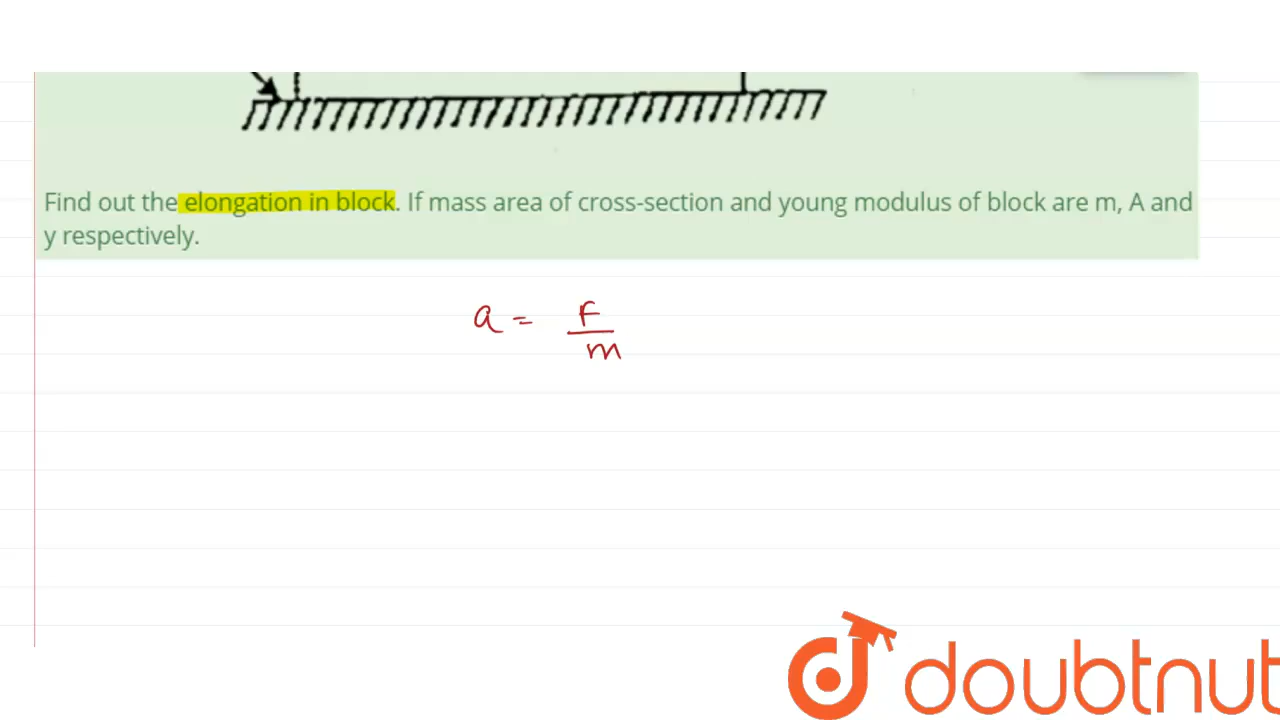 Find out the elongation in block. If mass area of cross-section and young modulus of block are m, A and
y respectively.
a = F
m
doubtnut